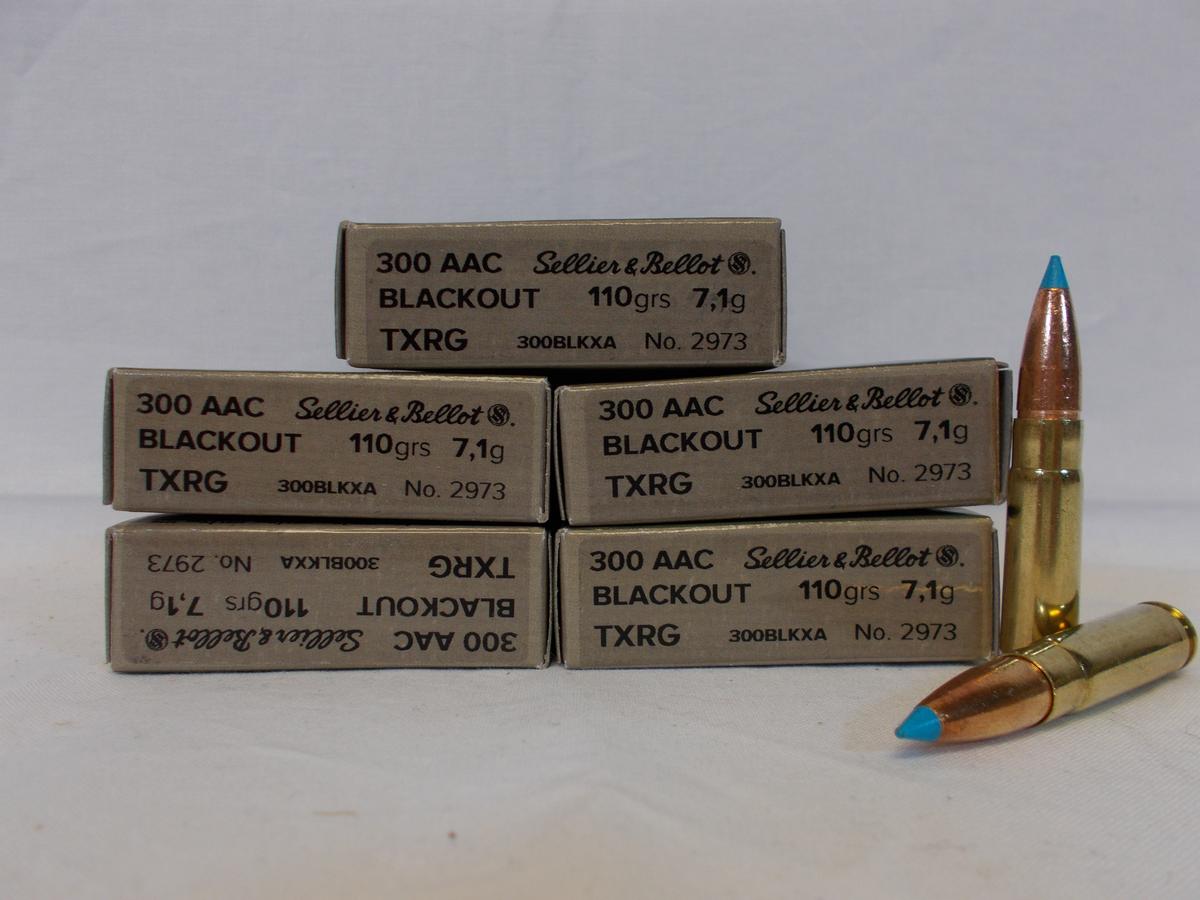 300 AAC Sellier & Bellot S.
BLACKOUT 110grs 7,1g
TXRG 300BLKXA No. 2973
300 AAC Sellier & Bellot S.
BLACKOUT 110grs 7,1g
TXRG 300BLKXA No. 2973
300 AAC Sellier & Bellot S.
BLACKOUT 110grs 7,1g
TXRG 300BLKXA No. 2973
300 AAC Sellier & Bellot S.
BLACKOUT 110grs 7,1g
TXRG 300BLKXA No. 2973
300 AAC Sellier & Bellot S.
BLACKOUT 110grs 7,1g
TXRG 300BLKXA No. 2973